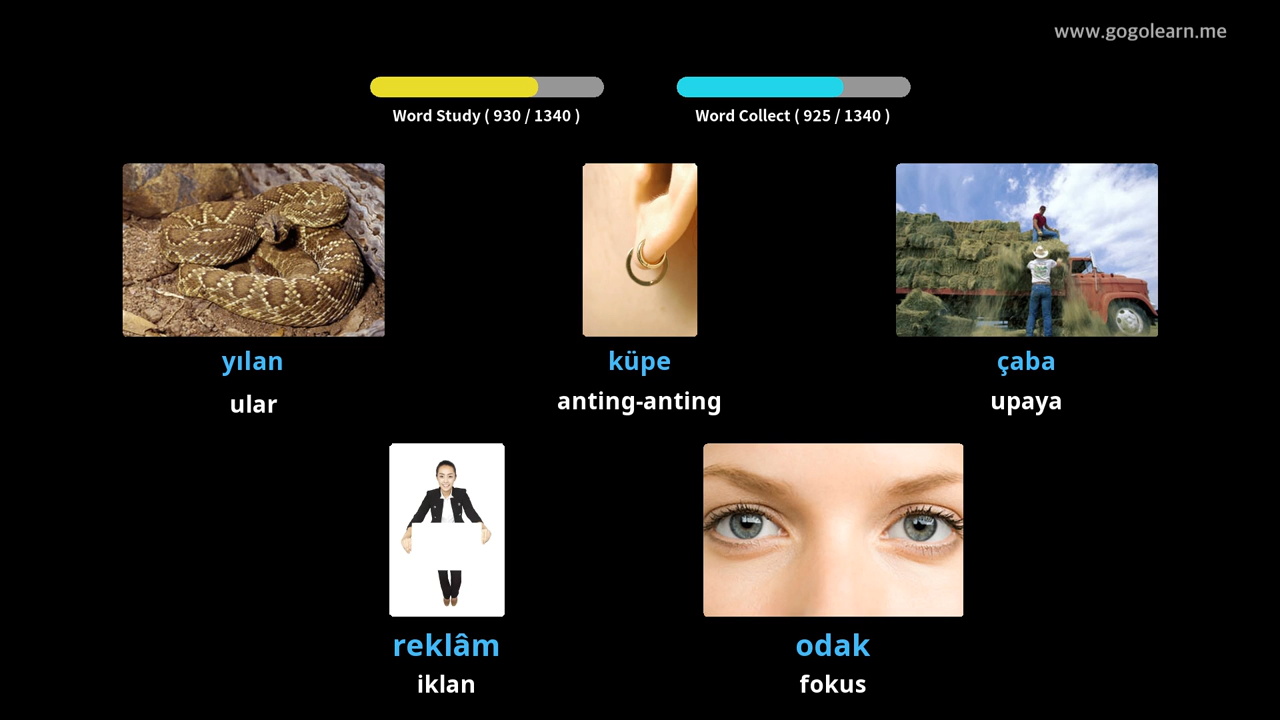 www.gogolearn.me
Word Study ( 930 / 1340 )
Word Collect ( 925 / 1340 )
yılan
ular
küpe
anting-anting
çaba
upaya
reklâm
iklan
odak
fokus